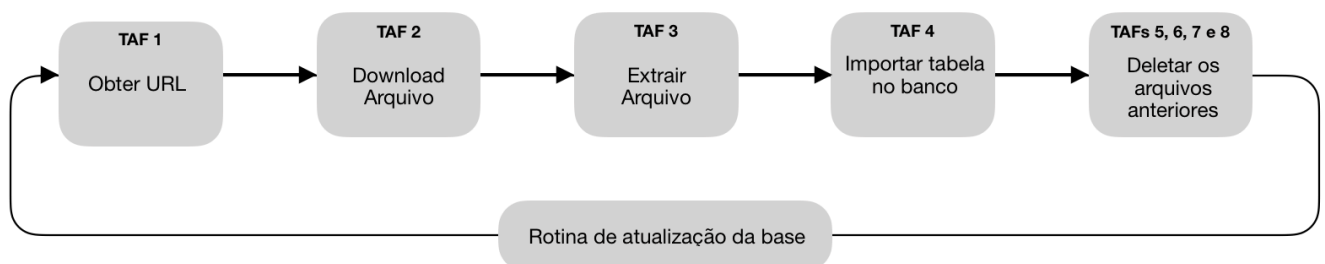 TAF 1
Obter URL
TAF 2
Download
Arquivo
TAF 3
Extrair
Arquivo
TAF 4
Importar tabela
no banco
TAFs 5, 6, 7 e 8
Deletar os
arquivos
anteriores
Rotina de atualização da base